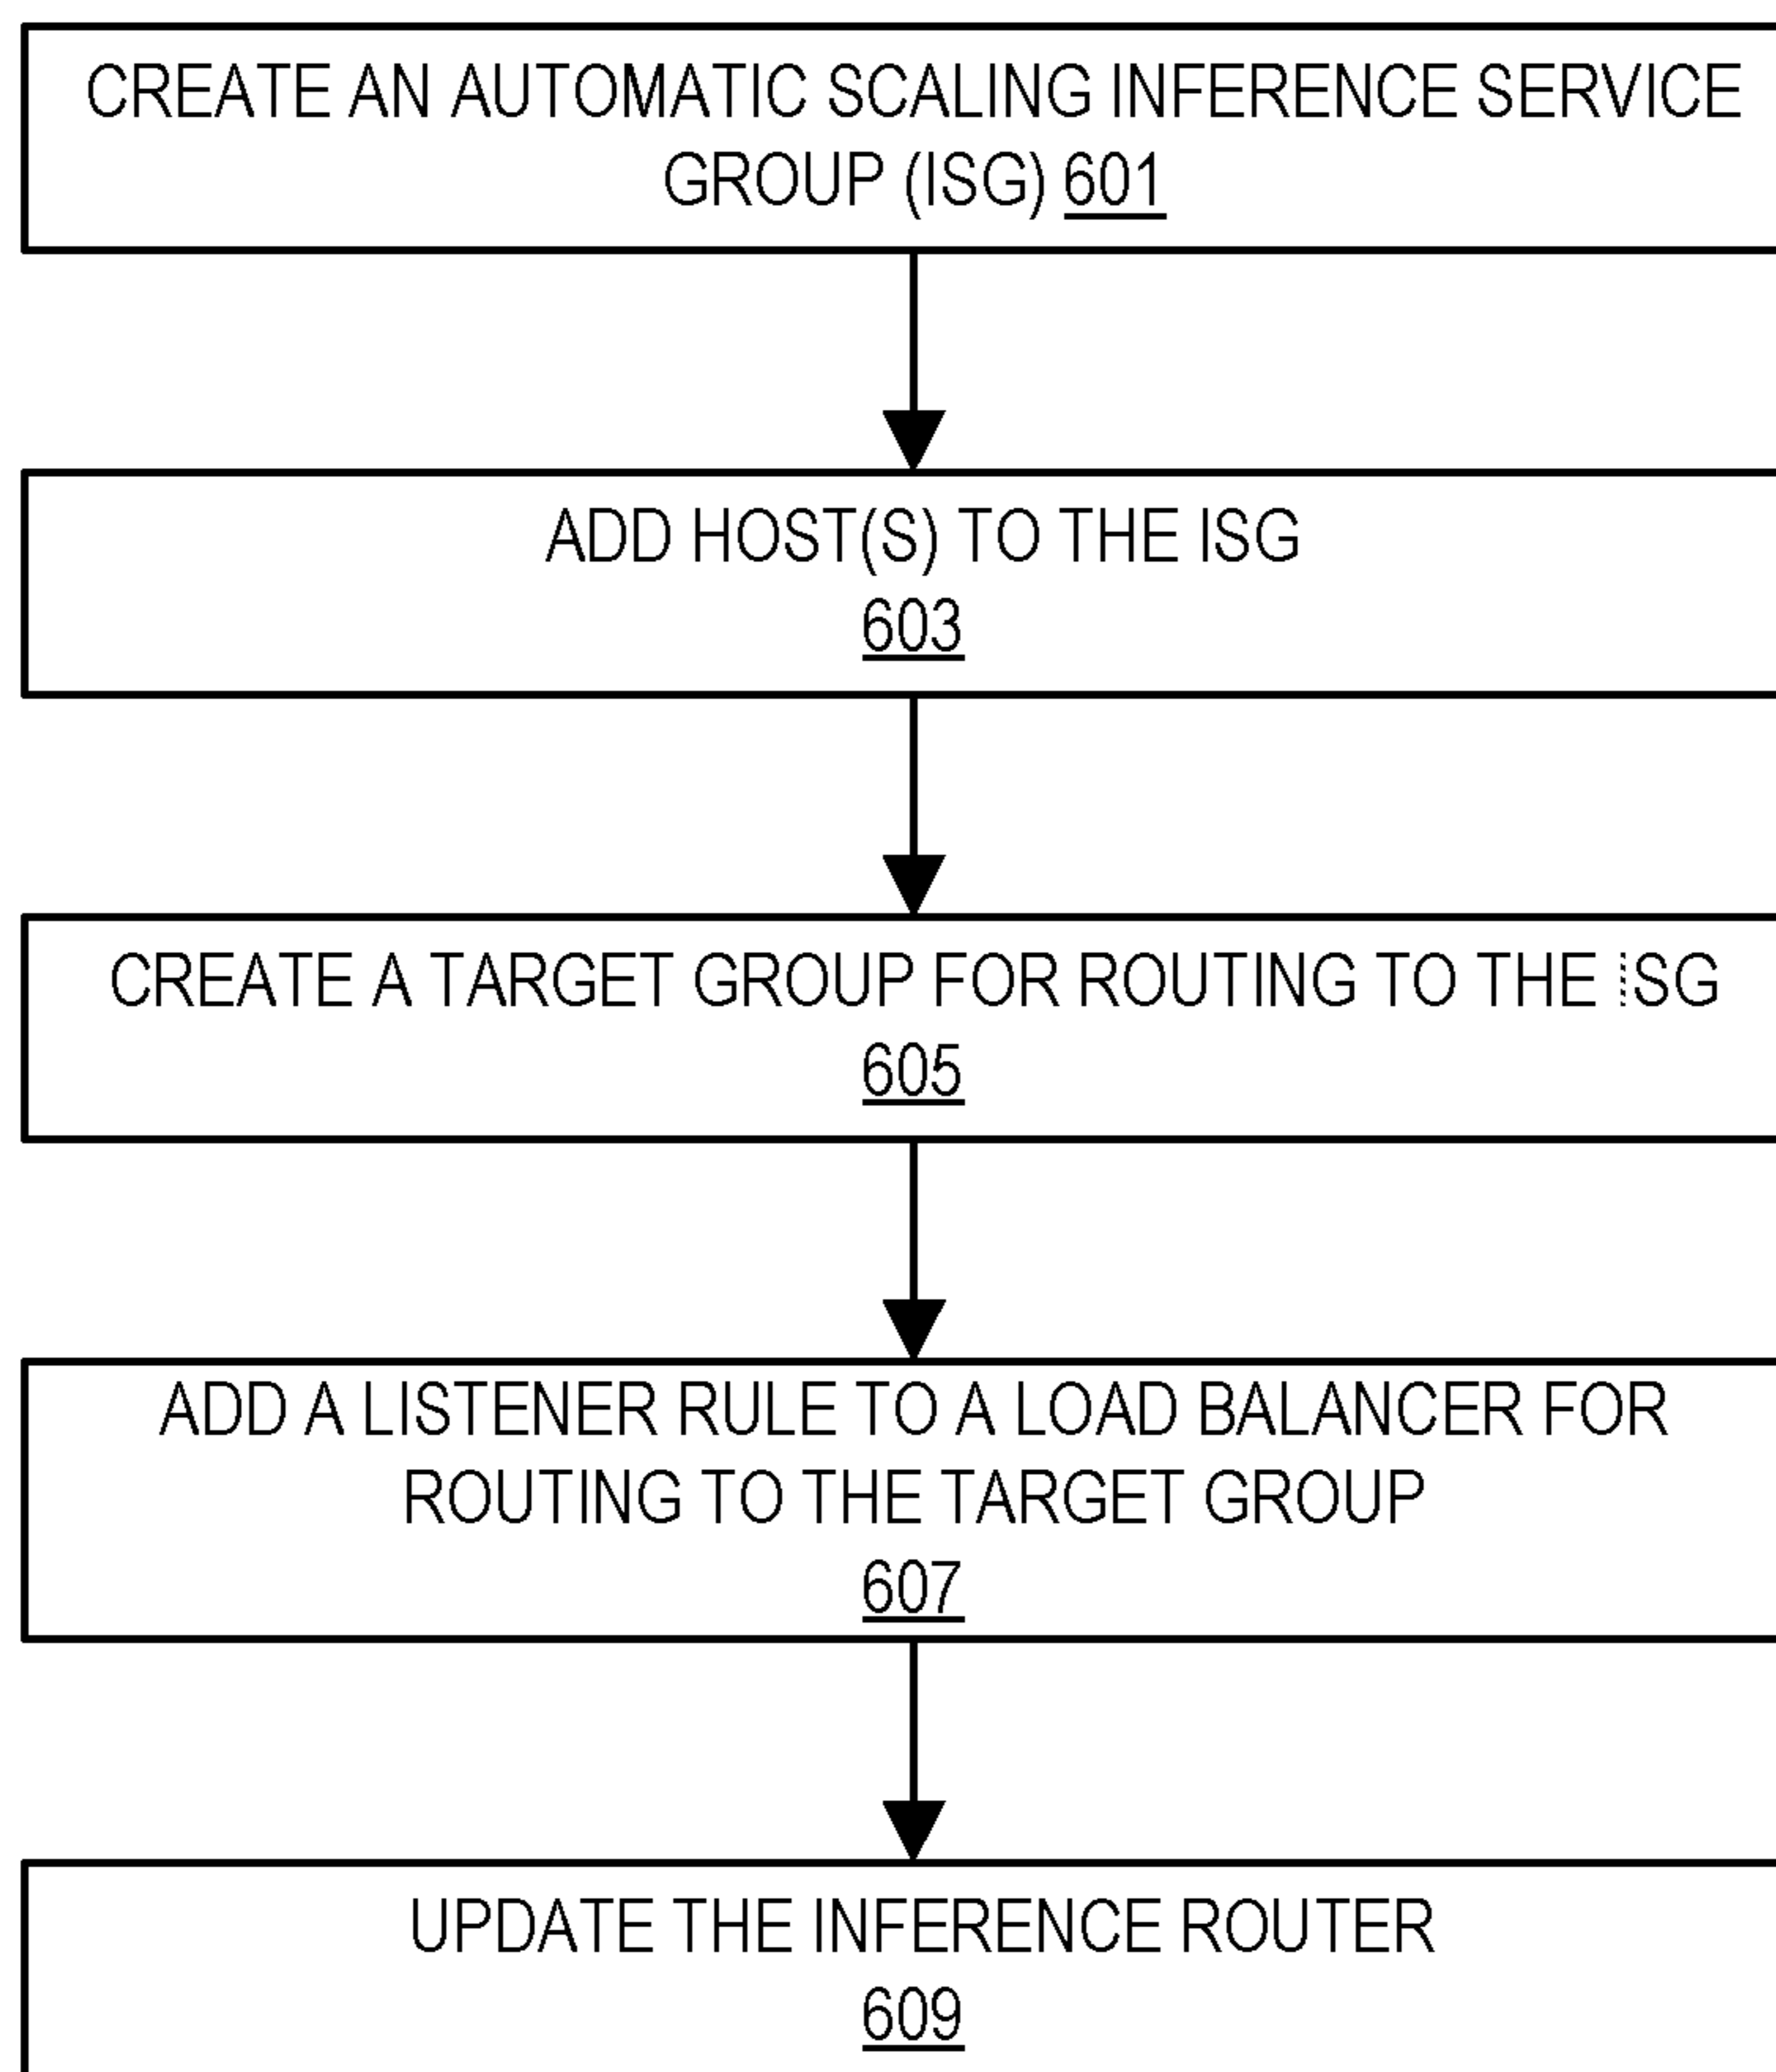 CREATE AN AUTOMATIC SCALING INFERENCE SERVICE
GROUP (ISG) 601
ADD HOST(S) TO THE ISG
603
CREATE A TARGET GROUP FOR ROUTING TO THE ISG
605
ADD A LISTENER RULE TO A LOAD BALANCER FOR
ROUTING TO THE TARGET GROUP
607
UPDATE THE INFERENCE ROUTER
609